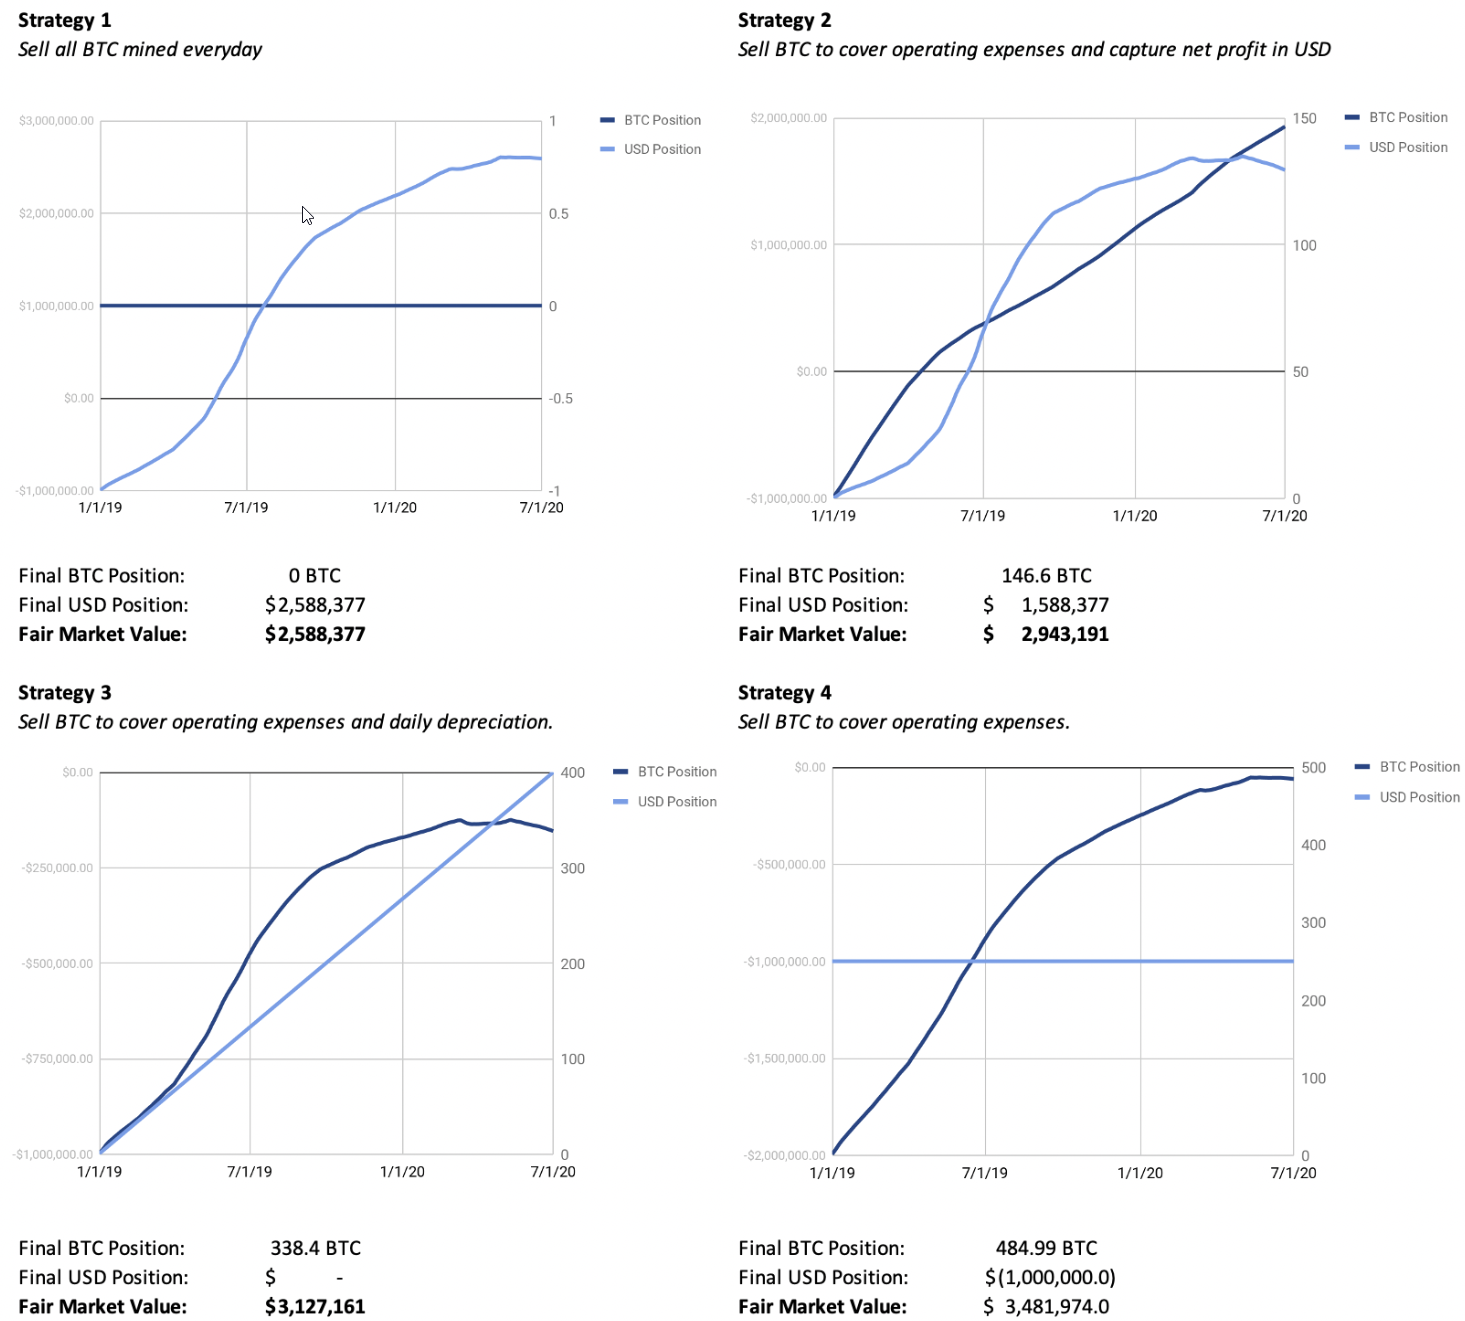 Strategy 1
Sell all BTC mined everyday
$3,000,000.00
$2,000,000.00
$1,000,000.00
$0.00
-$1,000,000.00
1
0.5
0
-0.5
-1
1/1/19 7/1/19 1/1/20 7/1/20
BTC Position
USD Position
Final BTC Position: 0 BTC
Final USD Position: $2,588,377
Fair Market Value: $2,588,377
Strategy 2
Sell BTC to cover operating expenses and capture net profit in USD
$2,000,000.00
$1,000,000.00
$0.00
-$1,000,000.00
150
100
50
0
1/1/19 7/1/19 1/1/20 7/1/20
BTC Position
USD Position
Final BTC Position: 146.6 BTC
Final USD Position: $ 1,588,377
Fair Market Value: $ 2,943,191
Strategy 3
Sell BTC to cover operating expenses and daily depreciation.
$0.00
-$250,000.00
-$500,000.00
-$750,000.00
-$1,000,000.00
400
300
200
100
0
1/1/19 7/1/19 1/1/20 7/1/20
BTC Position
USD Position
Final BTC Position: 338.4 BTC
Final USD Position: $ -
Fair Market Value: $3,127,161
Strategy 4
Sell BTC to cover operating expenses.
$0.00
-$500,000.00
-$1,000,000.00
-$1,500,000.00
-$2,000,000.00
500
400
300
200
100
0
1/1/19 7/1/19 1/1/20 7/1/20
BTC Position
USD Position
Final BTC Position: 484.99 BTC
Final USD Position: $(1,000,000.0)
Fair Market Value: $ 3,481,974.0